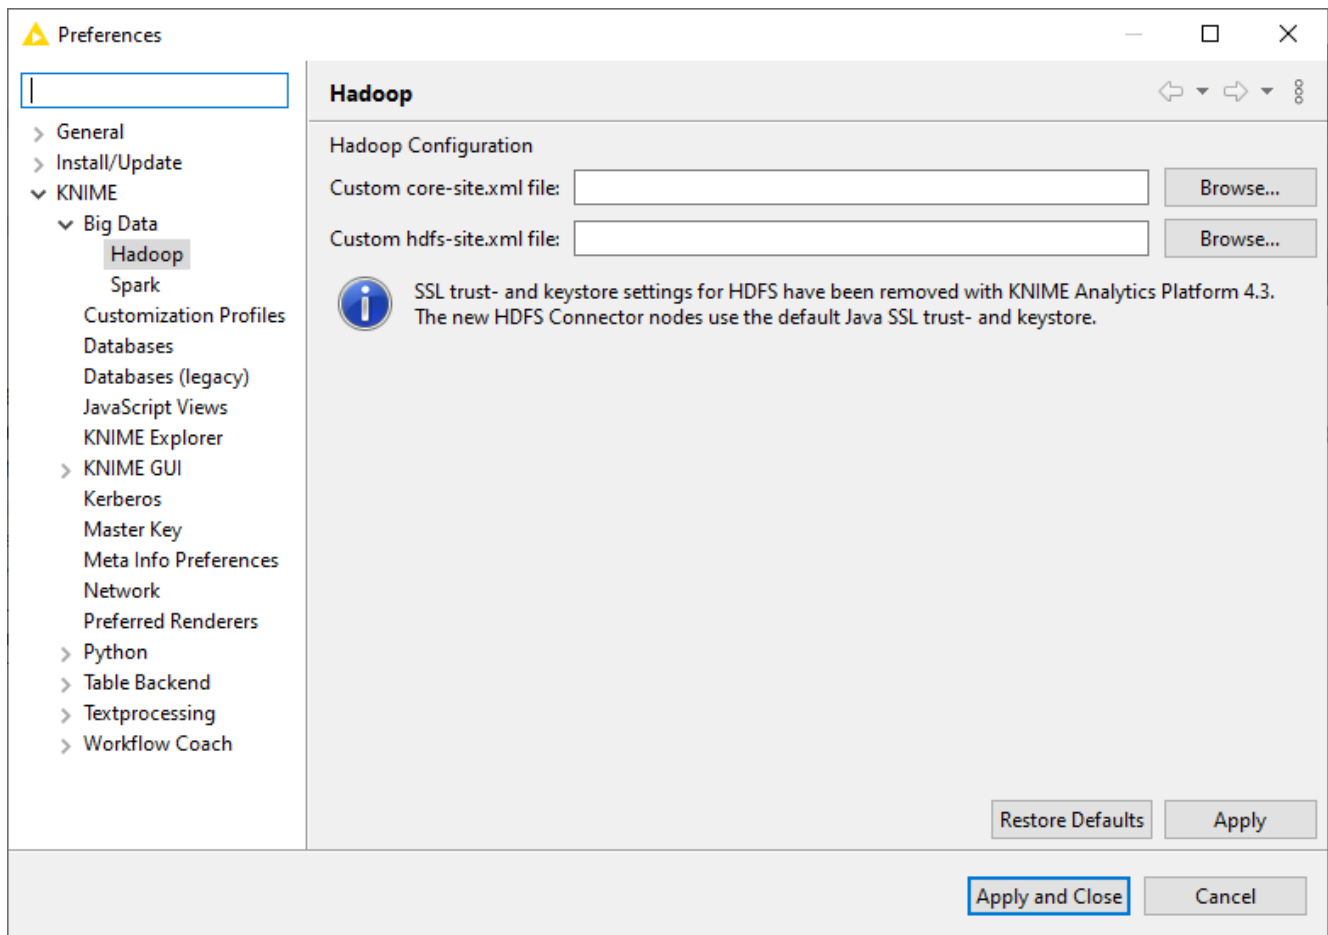 Preferences
Hadoop
General
Install/Update
KNIME
Big Data
Hadoop
Spark
Customization Profiles
Databases
Databases (legacy)
JavaScript Views
KNIME Explorer
KNIME GUI
Kerberos
Master Key
Meta Info Preferences
Network
Preferred Renderers
Python
Table Backend
Textprocessing
Workflow Coach
Hadoop Configuration
Custom core-site.xml file: Browse...
Custom hdfs-site.xml file: Browse...
SSL trust- and keystore settings for HDFS have been removed with KNIME Analytics Platform 4.3.
The new HDFS Connector nodes use the default Java SSL trust- and keystore.
Restore Defaults Apply
Apply and Close Cancel